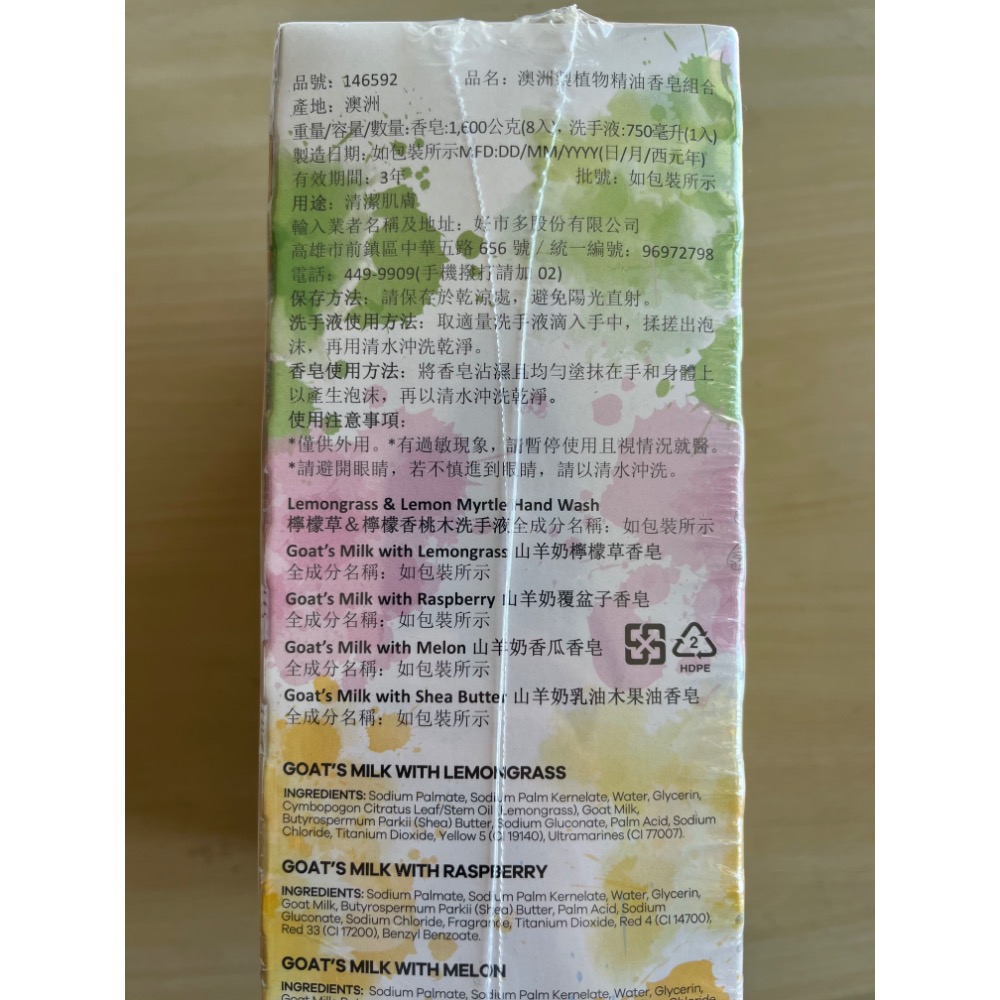 品號：146592 品名：澳洲製植物精油香皂組合
產地：澳洲
重量/容量/數量:香皂:1,600公克(8入)，洗手液:750毫升(1入)
製造日期：如包裝所示MFD:DD/MM/YYYY(日/月/西元年)
有效期間：3年 批號：如包裝所示
用途：清潔肌膚
輸入業者名稱及地址：好市多股份有限公司
高雄市前鎮區中華五路 656 號／統一編號：96972798
電話：449-9909(手機撥打請加 02)
保存方法：請保存於乾涼處，避免陽光直射。
洗手液使用方法：取適量洗手液滴入手中，揉搓出泡
沫，再用清水沖洗乾淨。
香皂使用方法：將香皂沾濕且均勻塗抹在手和身體上
以產生泡沫，再以清水沖洗乾淨。
使用注意事項：
*僅供外用。*有過敏現象，請暫停使用且視情況就醫。
*請避開眼睛，若不慎進到眼睛，請以清水沖洗。
Lemongrass & Lemon Myrtle Hand Wash
檸檬草＆檸檬香桃木洗手液全成分名稱：如包裝所示
Goat's Milk with Lemongrass 山羊奶檸檬草香皂
全成分名稱：如包裝所示
Goat's Milk with Raspberry 山羊奶覆盆子香皂
全成分名稱：如包裝所示
Goat's Milk with Melon 山羊奶香瓜香皂
全成分名稱：如包裝所示
2
HDPE
Goat's Milk with Shea Butter 山羊奶乳油木果油香皂
全成分名稱：如包裝所示
GOAT'S MILK WITH LEMONGRASS
INGREDIENTS: Sodium Palmate, Sodium Palm Kernelate, Water, Glycerin,
Cymbopogon Citratus Leaf/Stem Oil (Lemongrass), Goat Milk,
Butyrospermum Parkii (Shea) Butter, Sodium Gluconate, Palm Acid, Sodium
Chloride, Titanium Dioxide, Yellow 5 (CI 19140), Ultramarines (CI 77007).
GOAT'S MILK WITH RASPBERRY
INGREDIENTS: Sodium Palmate, Sodium Palm Kernelate, Water, Glycerin,
Goat Milk, Butyrospermum Parkii (Shea) Butter, Palm Acid, Sodium
Gluconate, Sodium Chloride, Fragrance, Titanium Dioxide, Red 4 (CI 14700),
Red 33 (CI 17200), Benzyl Benzoate.
GOAT'S MILK WITH MELON
INGREDIENTS: Sodium Palmate, Sodium Palm Kernelate, Water, Glycerin,